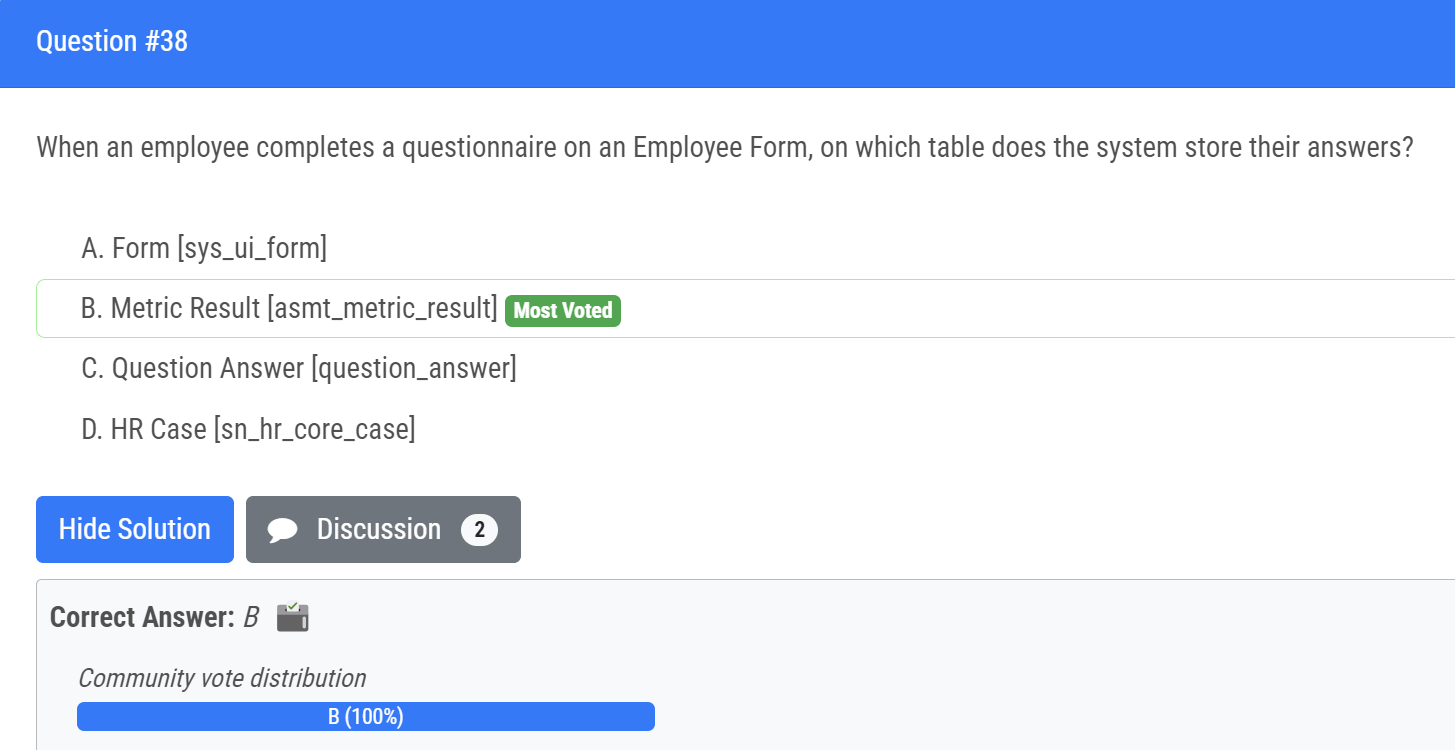 Question #38
When an employee completes a questionnaire on an Employee Form, on which table does the system store their answers?
A. Form [sys_ui_form]
B. Metric Result [asmt_metric_result] Most Voted
C. Question Answer [question_answer]
D. HR Case [sn_hr_core_case]
Hide Solution Discussion 2
Correct Answer: B
Community vote distribution
B (100%)